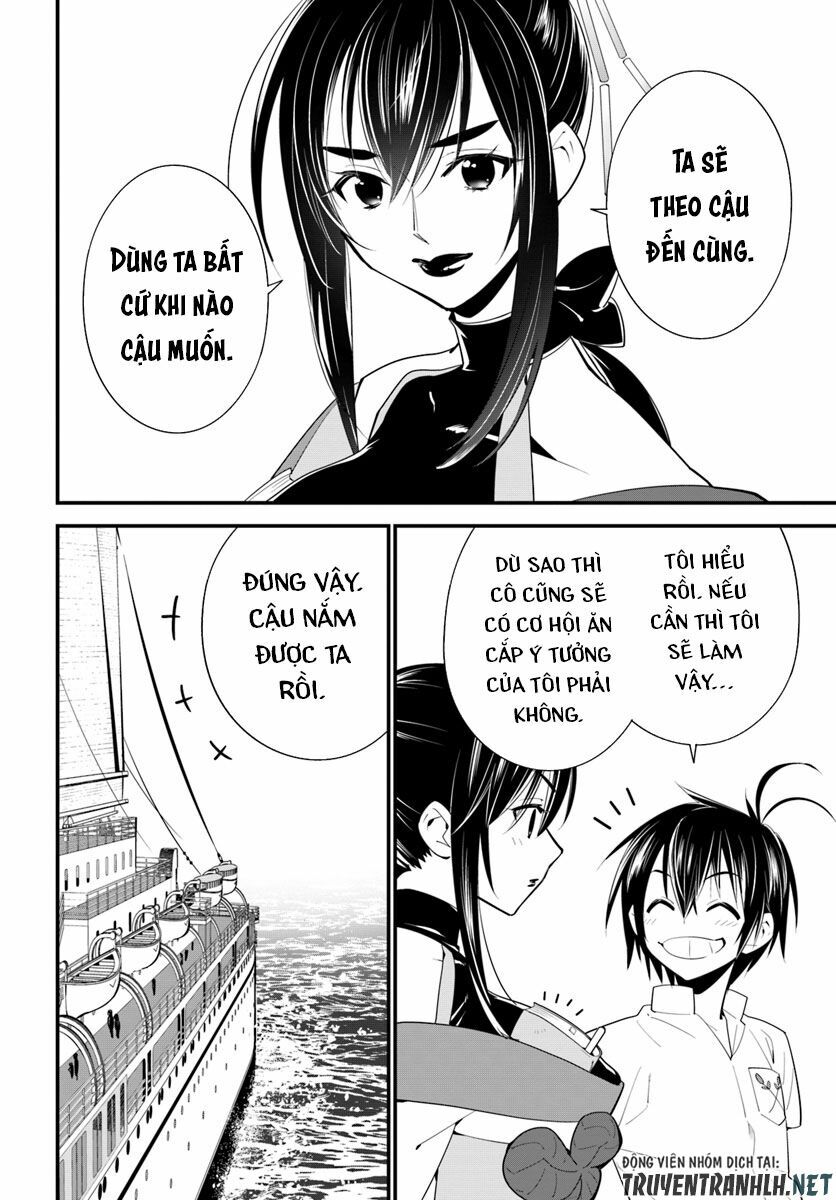 TA SẼ
THEO CẬU
ĐẾN CÙNG.
DÙNG TA BẤT
CỨ KHI NÀO
CẬU MUỐN.
TÔI HIỂU
RỒI. NẾU
CẦN THÌ TÔI
SẼ LÀM
VẬY...
DÙ SAO THÌ
CÔ CŨNG SẼ
CÓ CƠ HỘI ĂN
CẮP Ý TƯỞNG
CỦA TÔI PHẢI
KHÔNG.
ĐÚNG VẬY.
CẬU NẮM
ĐƯỢC TA
RỒI.
ĐỘNG VIÊN NHÓM DỊCH TẠI:
TRUYENTRANHLH.NET